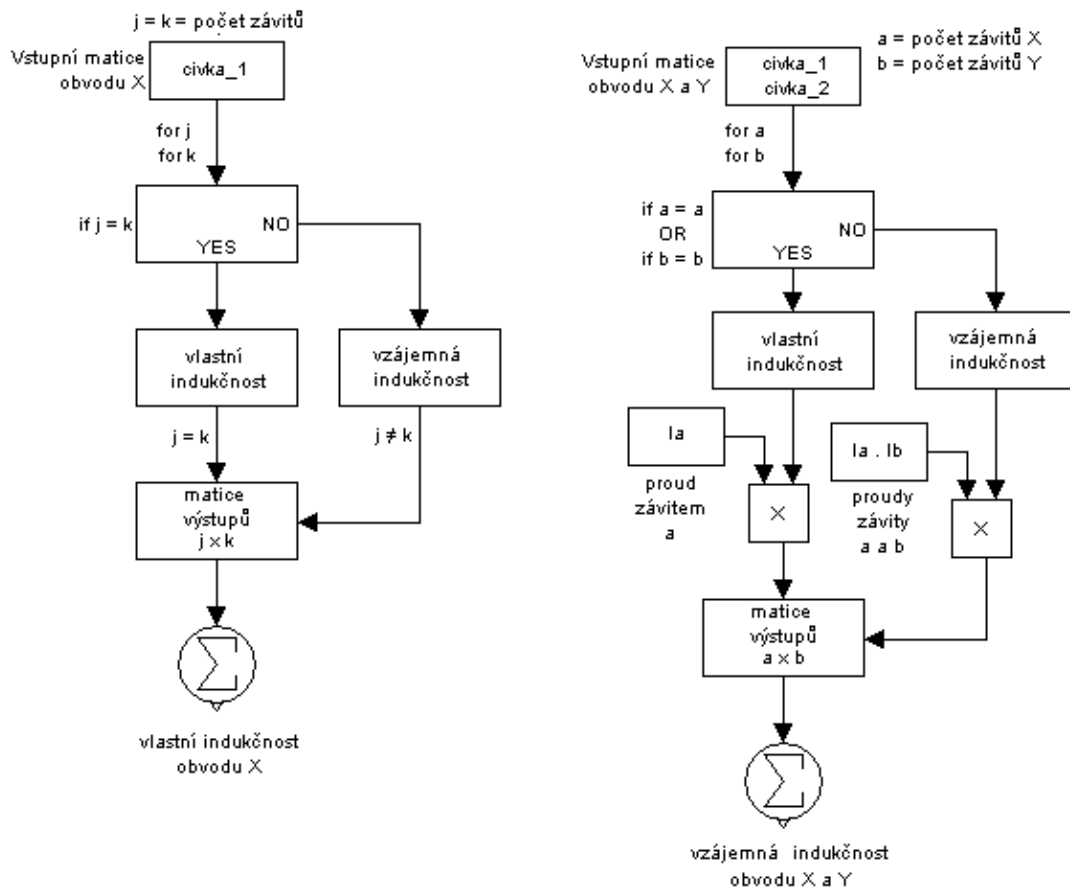 j = k = počet závitů
Vstupní matice
obvodu X
civka_1
for j
for k
if j = k
NO
YES
vlastní
indukčnost
vzájemná
indukčnost
j = k
j ≠ k
matice
výstupů
j x k
vlastní indukčnost
obvodu X
Vstupní matice
obvodu X a Y
civka_1
civka_2
a = počet závitů X
b = počet závitů Y
for a
for b
if a = a
OR
if b = b
NO
YES
vlastní
indukčnost
vzájemná
indukčnost
Ia
proud
závitem
a
X
Ia . Ib
proudy
závity
a a b
X
matice
výstupů
a x b
vzájemná indukčnost
obvodu X a Y